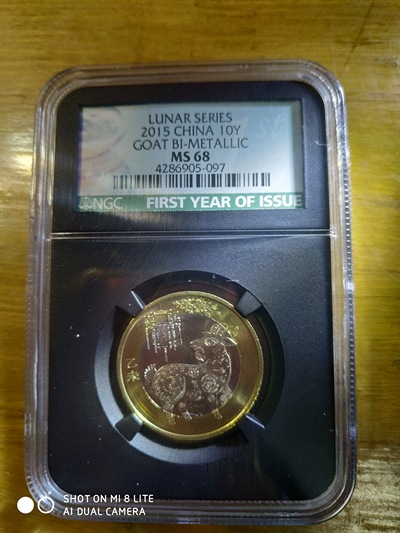 LUNAR SERIES
2015 CHINA 10Y
GOAT BI-METALLIC
MS 68
4286905-097
NGC FIRST YEAR OF ISSUE
SHOT ON MI 8 LITE
AI DUAL CAMERA